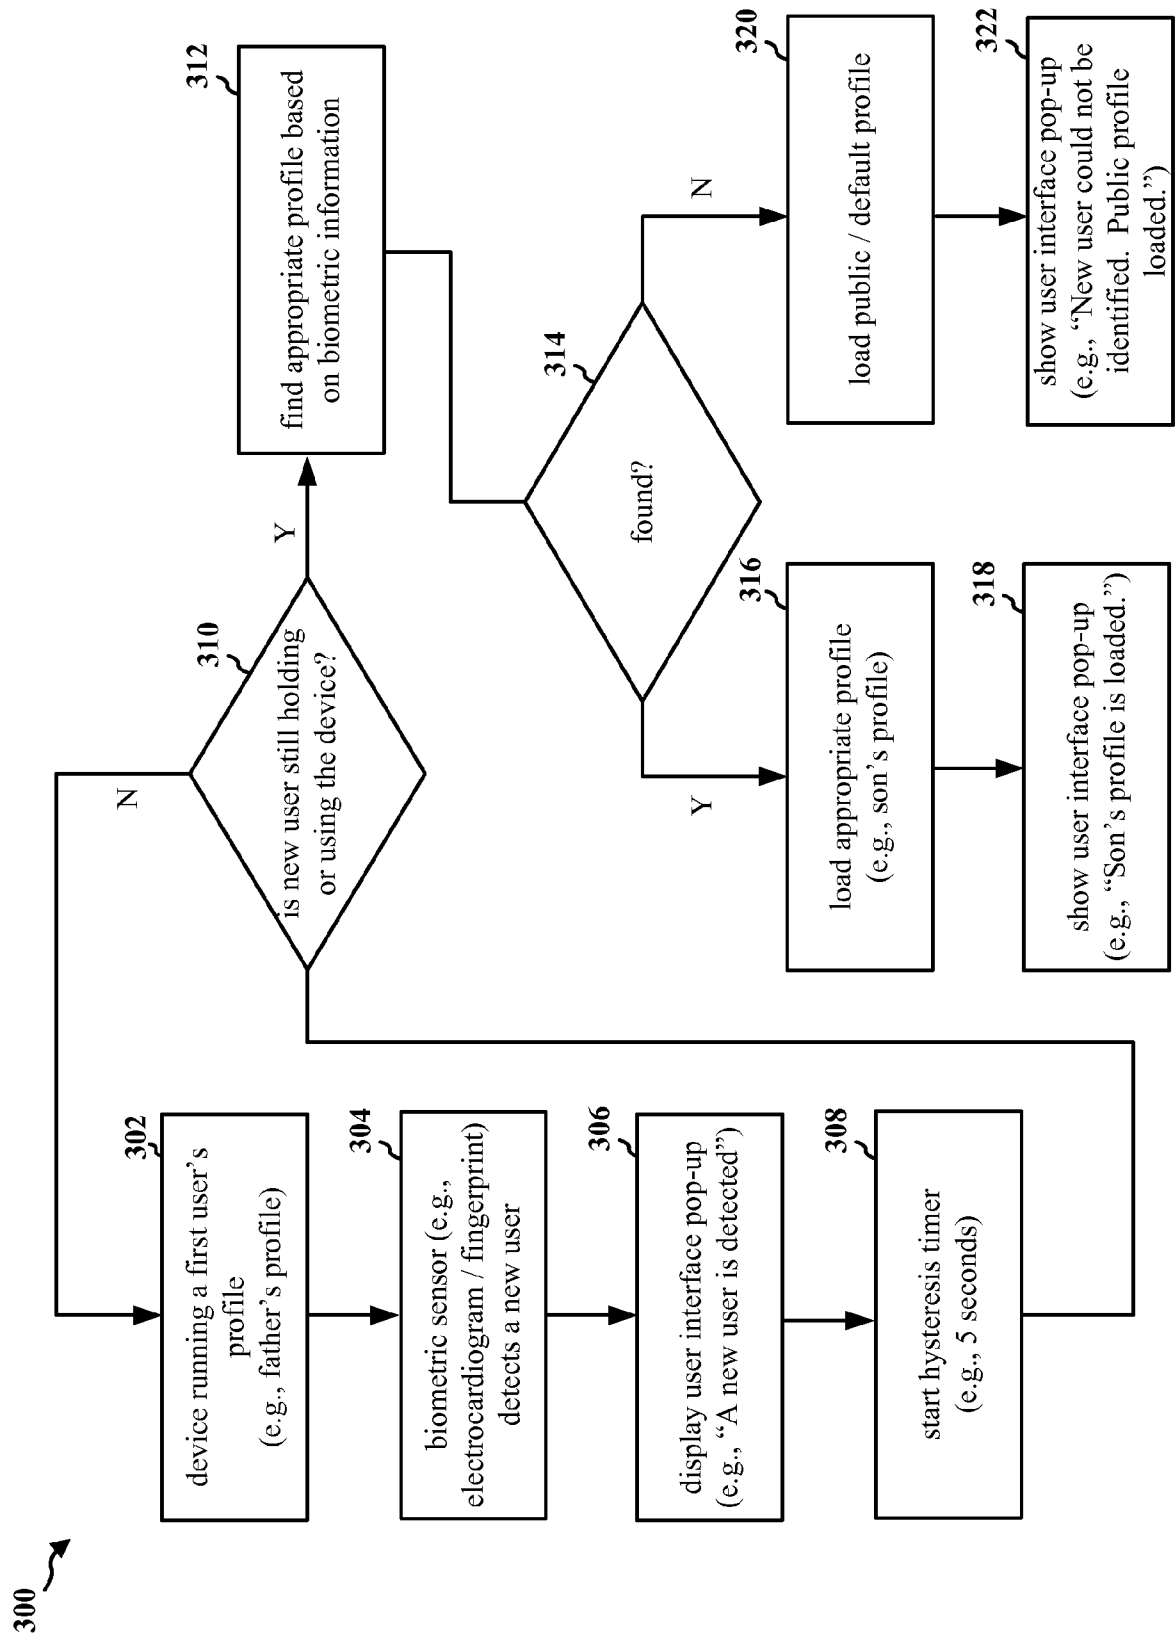 300
302
device running a first user's
profile
(e.g., father's profile)
304
biometric sensor (e.g.,
electrocardiogram / fingerprint)
detects a new user
306
display user interface pop-up
(e.g., “A new user is detected”)
308
start hysteresis timer
(e.g., 5 seconds)
310
is new user still holding
or using the device?
N
Y
312
find appropriate profile based
on biometric information
314
found?
Y
N
316
load appropriate profile
(e.g., son's profile)
318
show user interface pop-up
(e.g., “Son's profile is loaded.”)
320
load public / default profile
322
show user interface pop-up
(e.g., “New user could not be
identified. Public profile
loaded.”)